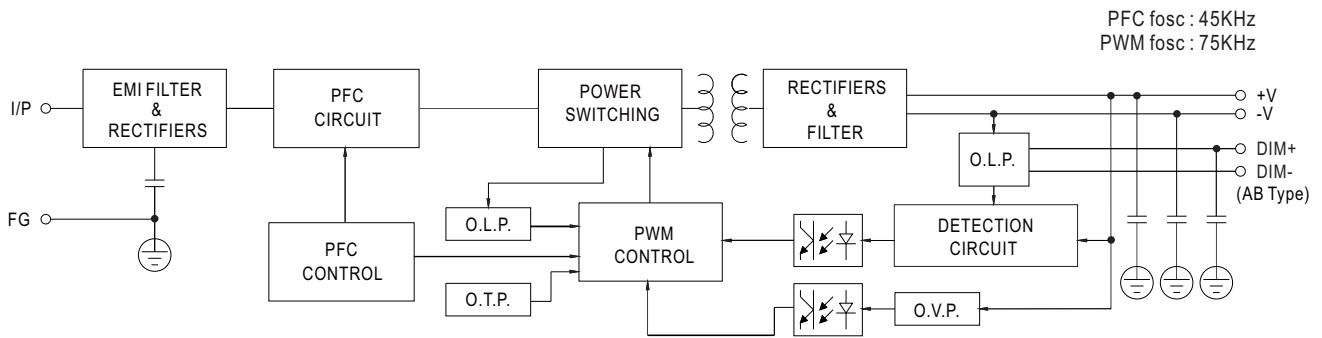 PFC fosc : 45KHz
PWM fosc : 75KHz
I/P
EMI FILTER
&
RECTIFIERS
PFC
CIRCUIT
POWER
SWITCHING
RECTIFIERS
&
FILTER
+V
-V
O.L.P.
DIM+
DIM-
(AB Type)
FG
O.L.P.
PFC
CONTROL
PWM
CONTROL
DETECTION
CIRCUIT
O.T.P.
O.V.P.